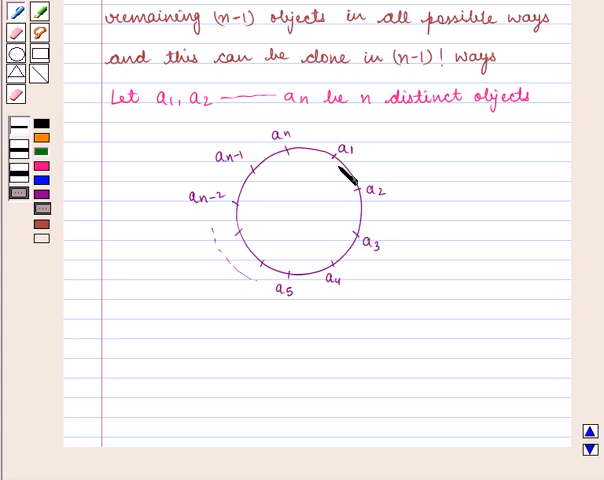 remaining (n-1) objects in all possible ways
and this can be done in (n-1)! ways
Let a1, a2 —— an be n distinct objects
an
a1
an-1
a2
an-2
a3
a4
a5